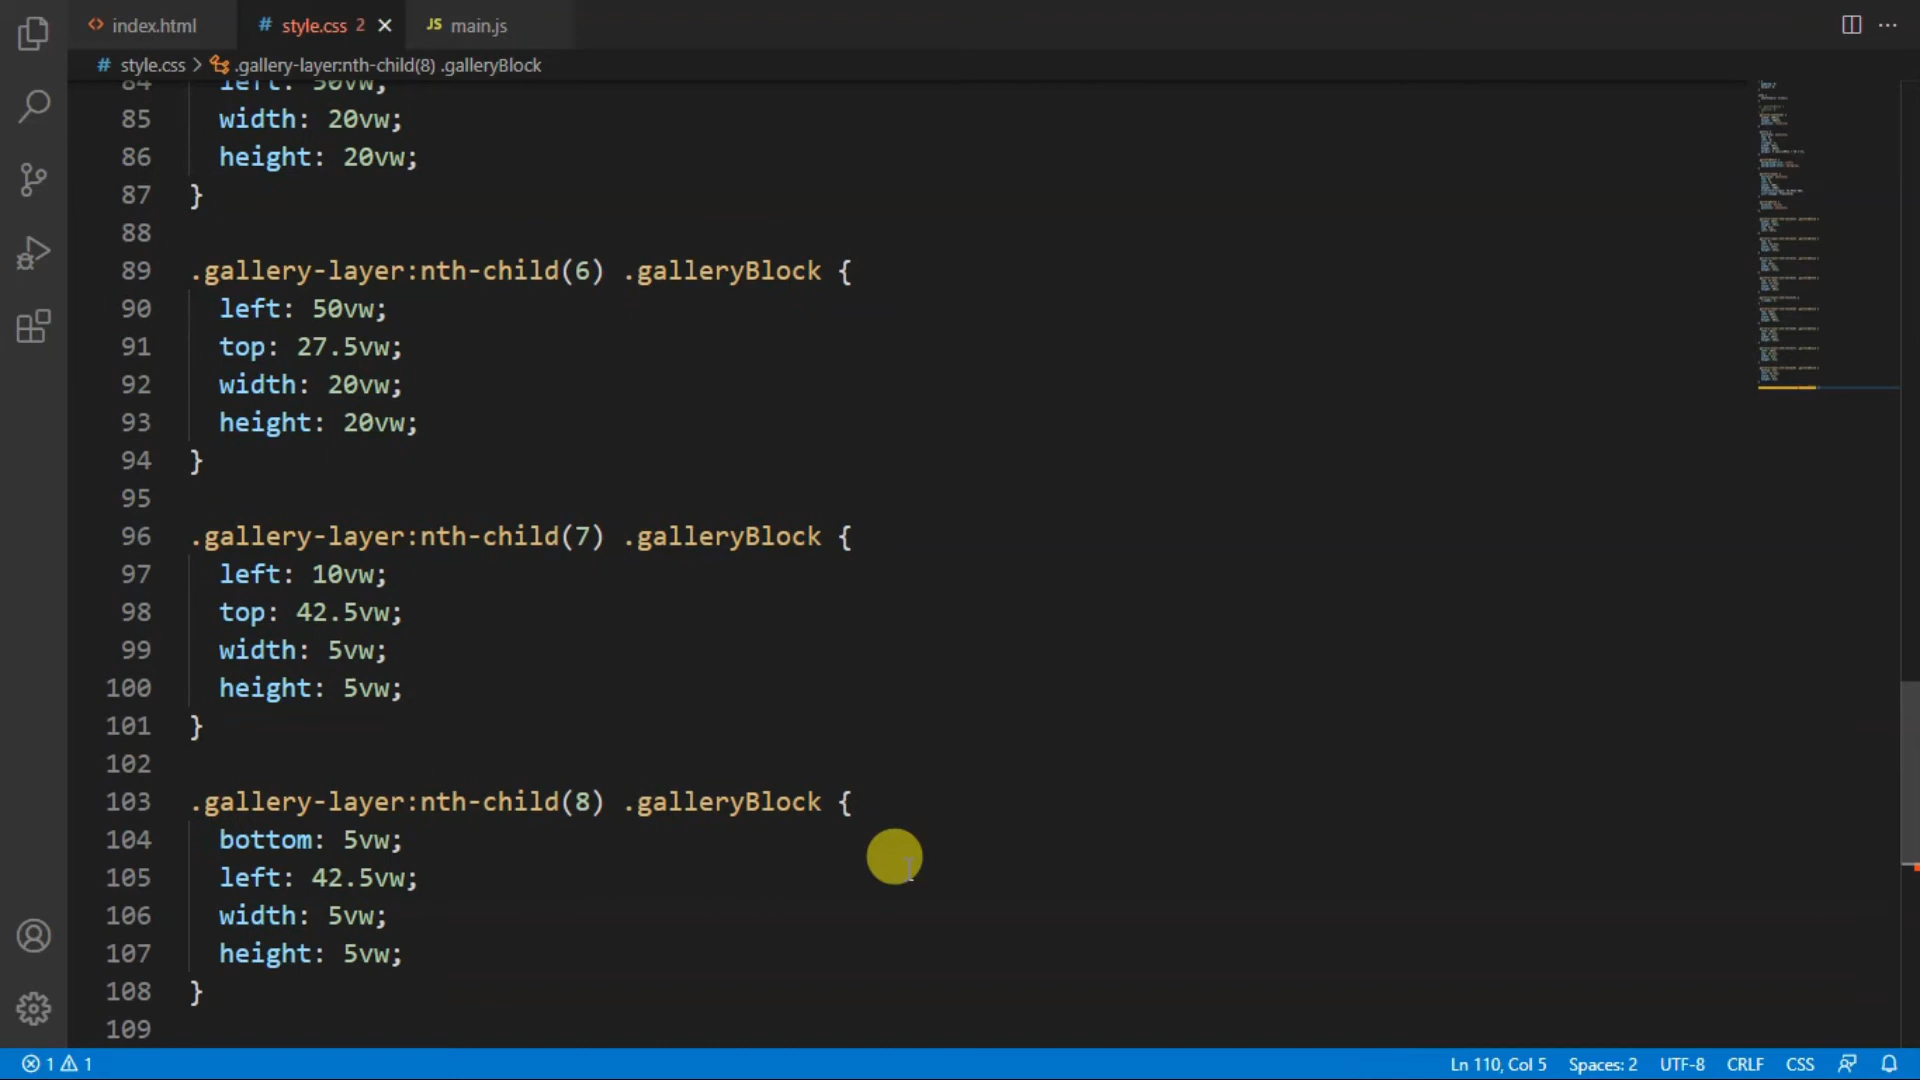 index.html
# style.css 2
JS main.js
# style.css > .gallery-layer:nth-child(8) .galleryBlock
84 left: 50vw;
85 width: 20vw;
86 height: 20vw;
87 }
88
89 .gallery-layer:nth-child(6) .galleryBlock {
90 left: 50vw;
91 top: 27.5vw;
92 width: 20vw;
93 height: 20vw;
94 }
95
96 .gallery-layer:nth-child(7) .galleryBlock {
97 left: 10vw;
98 top: 42.5vw;
99 width: 5vw;
100 height: 5vw;
101 }
102
103 .gallery-layer:nth-child(8) .galleryBlock {
104 bottom: 5vw;
105 left: 42.5vw;
106 width: 5vw;
107 height: 5vw;
108 }
109
1 1 Ln 110, Col 5 Spaces: 2 UTF-8 CRLF CSS